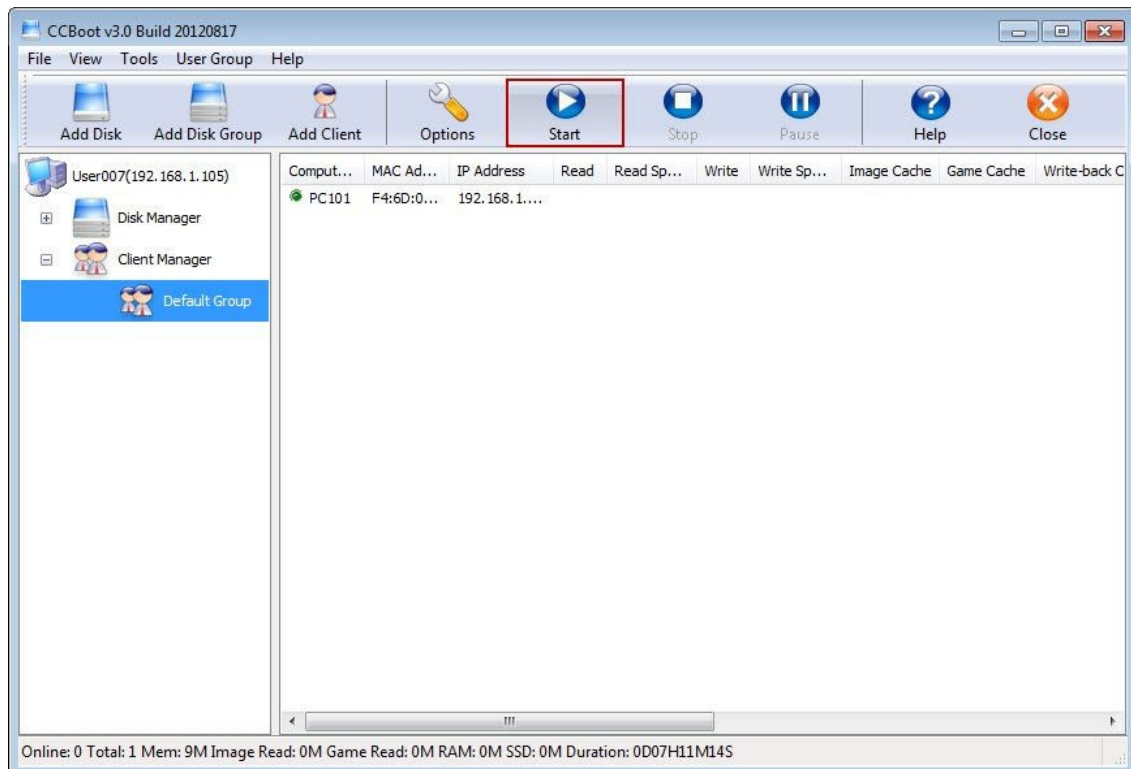 CCBoot v3.0 Build 20120817
File View Tools User Group Help
Add Disk Add Disk Group Add Client Options Start Stop Pause Help Close
User007(192.168.1.105)
Disk Manager
Client Manager
Default Group
Comput... MAC Ad... IP Address Read Read Sp... Write Write Sp... Image Cache Game Cache Write-back C
PC101 F4:6D:0... 192.168.1....
Online: 0 Total: 1 Mem: 9M Image Read: 0M Game Read: 0M RAM: 0M SSD: 0M Duration: 0D07H11M14S